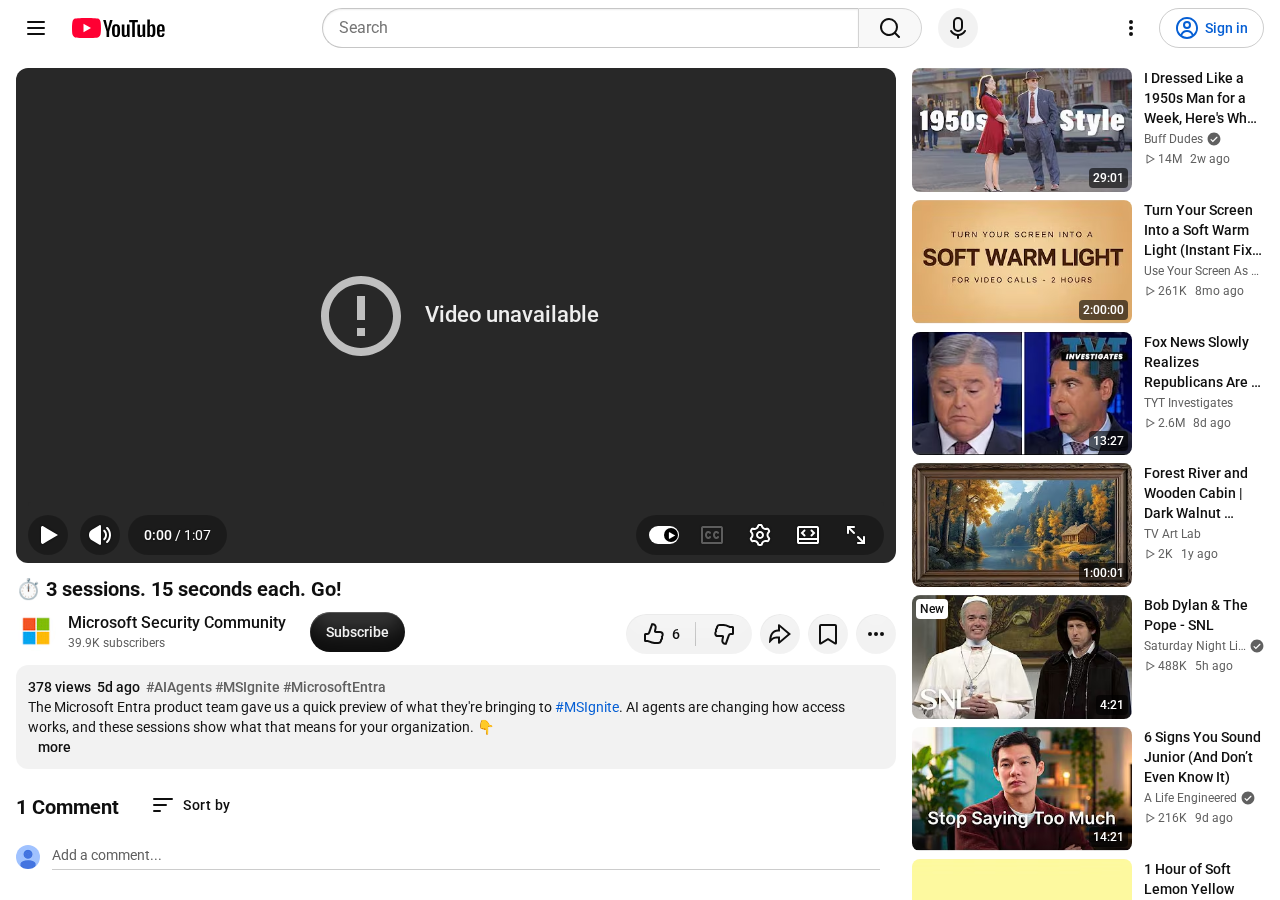 YouTube
Search
Sign in
Video unavailable
0:00 / 1:07
CC
⏱️ 3 sessions. 15 seconds each. Go!
Microsoft Security Community
39.9K subscribers
Subscribe
6
378 views 5d ago #AIAgents #MSIgnite #MicrosoftEntra
The Microsoft Entra product team gave us a quick preview of what they're bringing to #MSIgnite. AI agents are changing how access
works, and these sessions show what that means for your organization. 👇
more
1 Comment
Sort by
Add a comment...
1950s Style
29:01
I Dressed Like a
1950s Man for a
Week, Here's Wh…
Buff Dudes
14M 2w ago
TURN YOUR SCREEN INTO A
SOFT WARM LIGHT
FOR VIDEO CALLS - 2 HOURS
2:00:00
Turn Your Screen
Into a Soft Warm
Light (Instant Fix…
Use Your Screen As …
261K 8mo ago
TYT
INVESTIGATES
13:27
Fox News Slowly
Realizes
Republicans Are …
TYT Investigates
2.6M 8d ago
1:00:01
Forest River and
Wooden Cabin |
Dark Walnut …
TV Art Lab
2K 1y ago
New
SNL
4:21
Bob Dylan & The
Pope - SNL
Saturday Night Li…
488K 5h ago
Stop Saying Too Much
14:21
6 Signs You Sound
Junior (And Don't
Even Know It)
A Life Engineered
216K 9d ago
1 Hour of Soft
Lemon Yellow